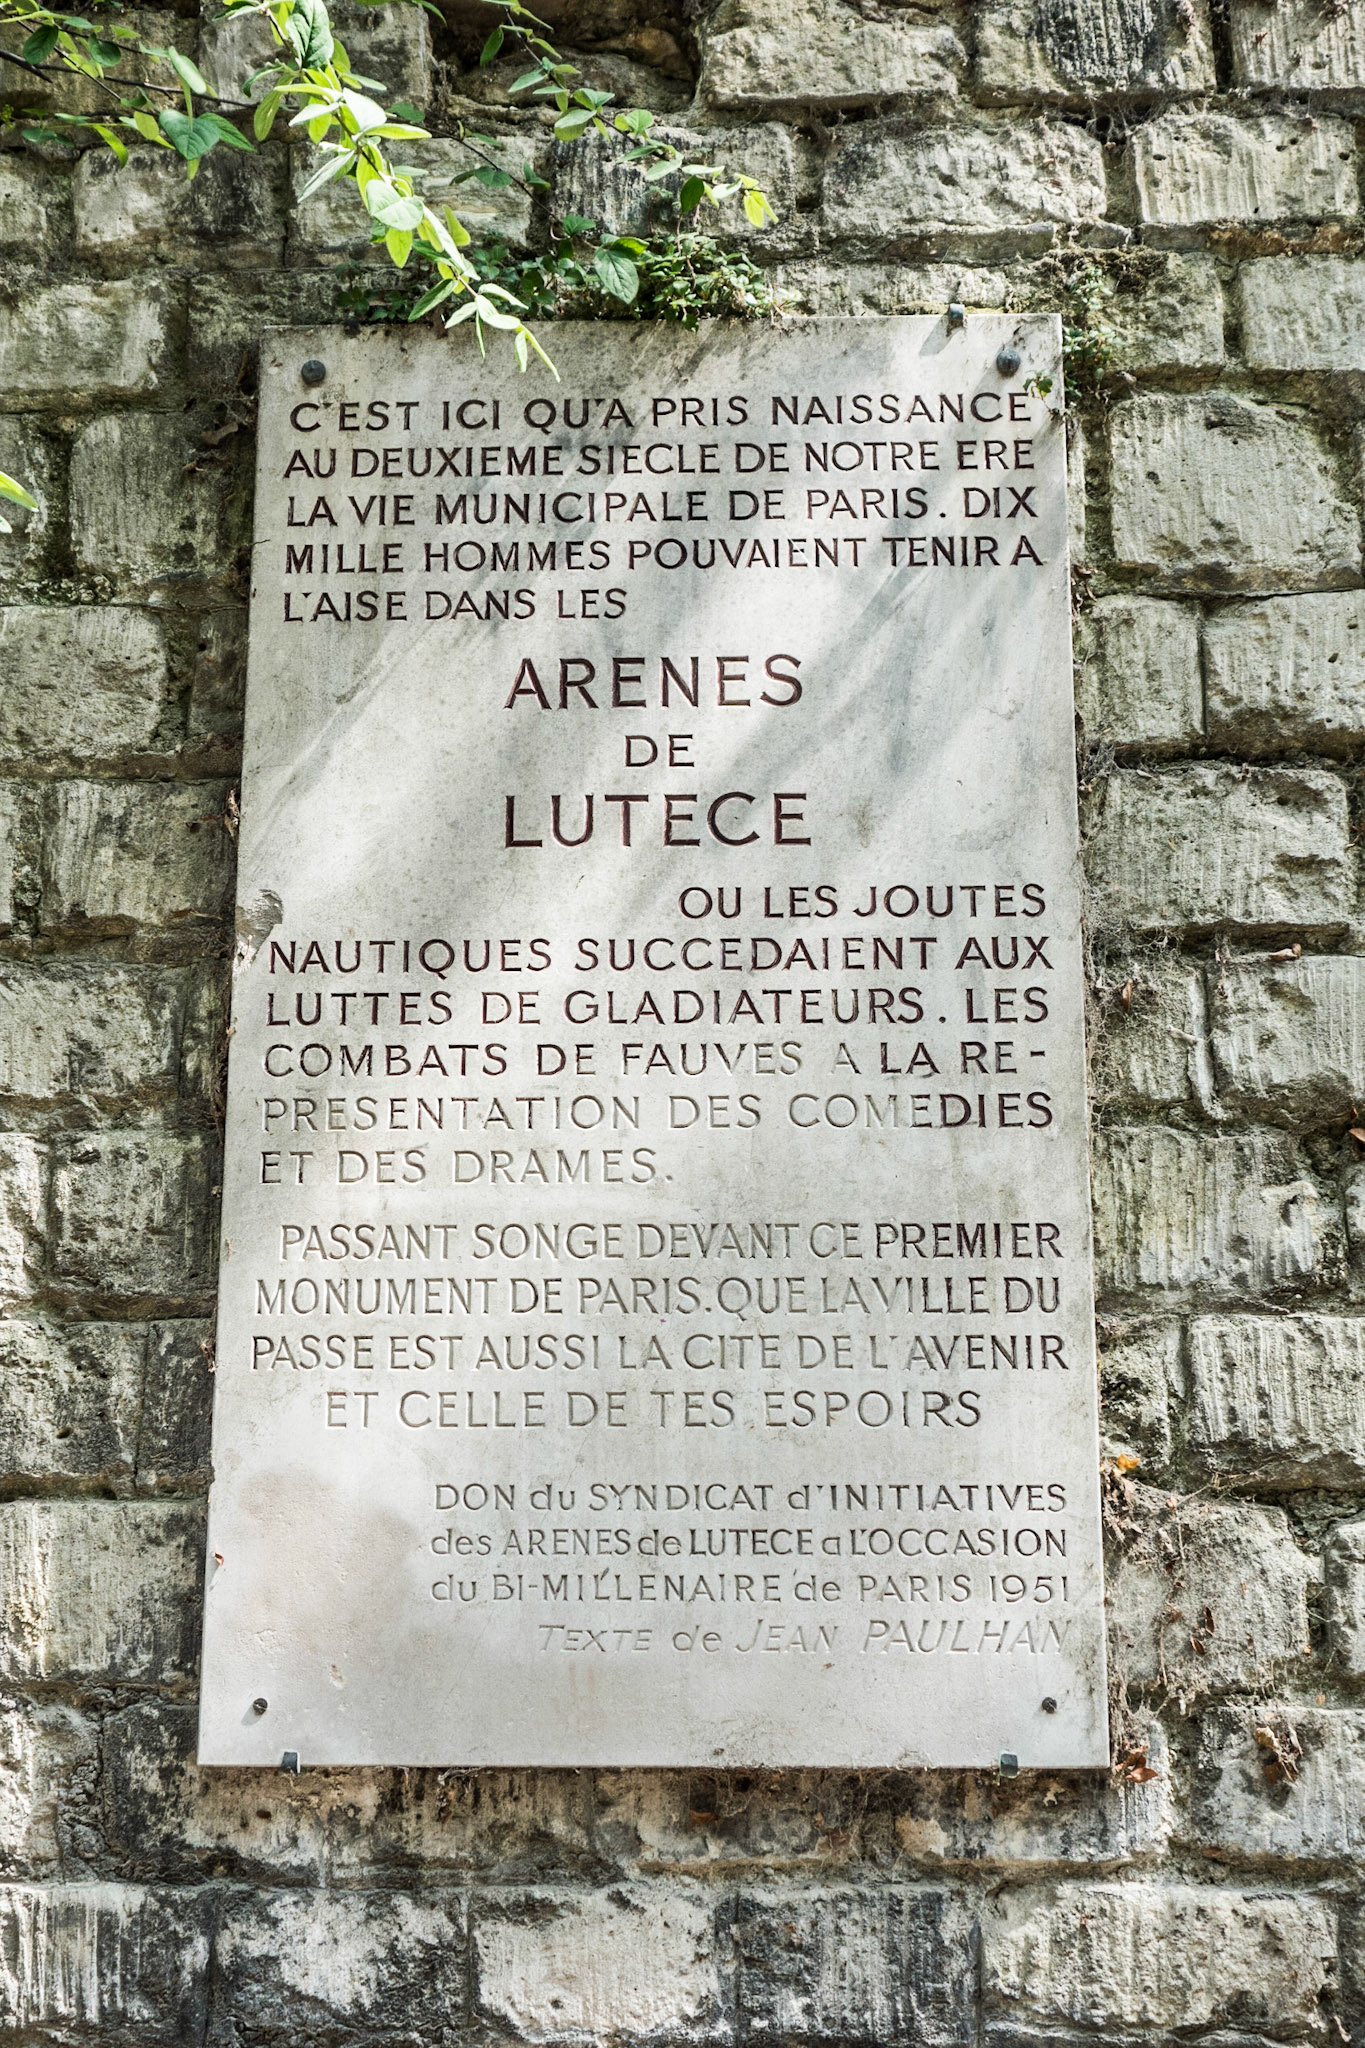 C'EST ICI QU'A PRIS NAISSANCE
AU DEUXIEME SIECLE DE NOTRE ERE
LA VIE MUNICIPALE DE PARIS. DIX
MILLE HOMMES POUVAIENT TENIR A
L'AISE DANS LES
ARENES
DE
LUTECE
OU LES JOUTES
NAUTIQUES SUCCEDAIENT AUX
LUTTES DE GLADIATEURS. LES
COMBATS DE FAUVES A LA RE-
PRESENTATION DES COMEDIES
ET DES DRAMES.
PASSANT SONGE DEVANT CE PREMIER
MONUMENT DE PARIS. QUE LA VILLE DU
PASSE EST AUSSI LA CITE DE L'AVENIR
ET CELLE DE TES ESPOIRS
DON du SYNDICAT d'INITIATIVES
des ARENES de LUTECE a L'OCCASION
du BI-MILLENAIRE de PARIS 1951
TEXTE de JEAN PAULHAN